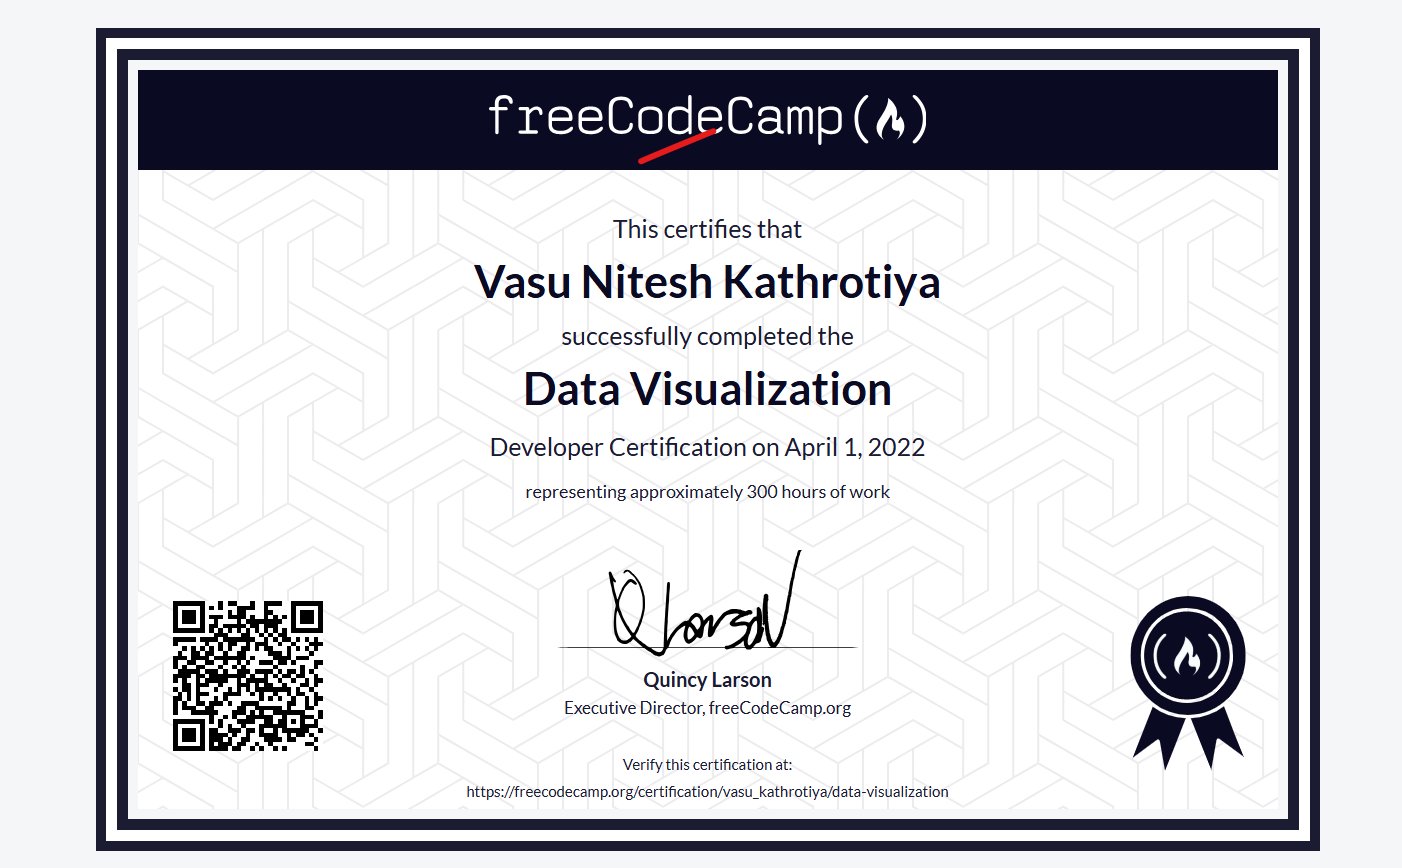 freeCodeCamp
This certifies that
Vasu Nitesh Kathrotiya
successfully completed the
Data Visualization
Developer Certification on April 1, 2022
representing approximately 300 hours of work
QLarson
Quincy Larson
Executive Director, freeCodeCamp.org
Verify this certification at:
https://freecodecamp.org/certification/vasu_kathrotiya/data-visualization